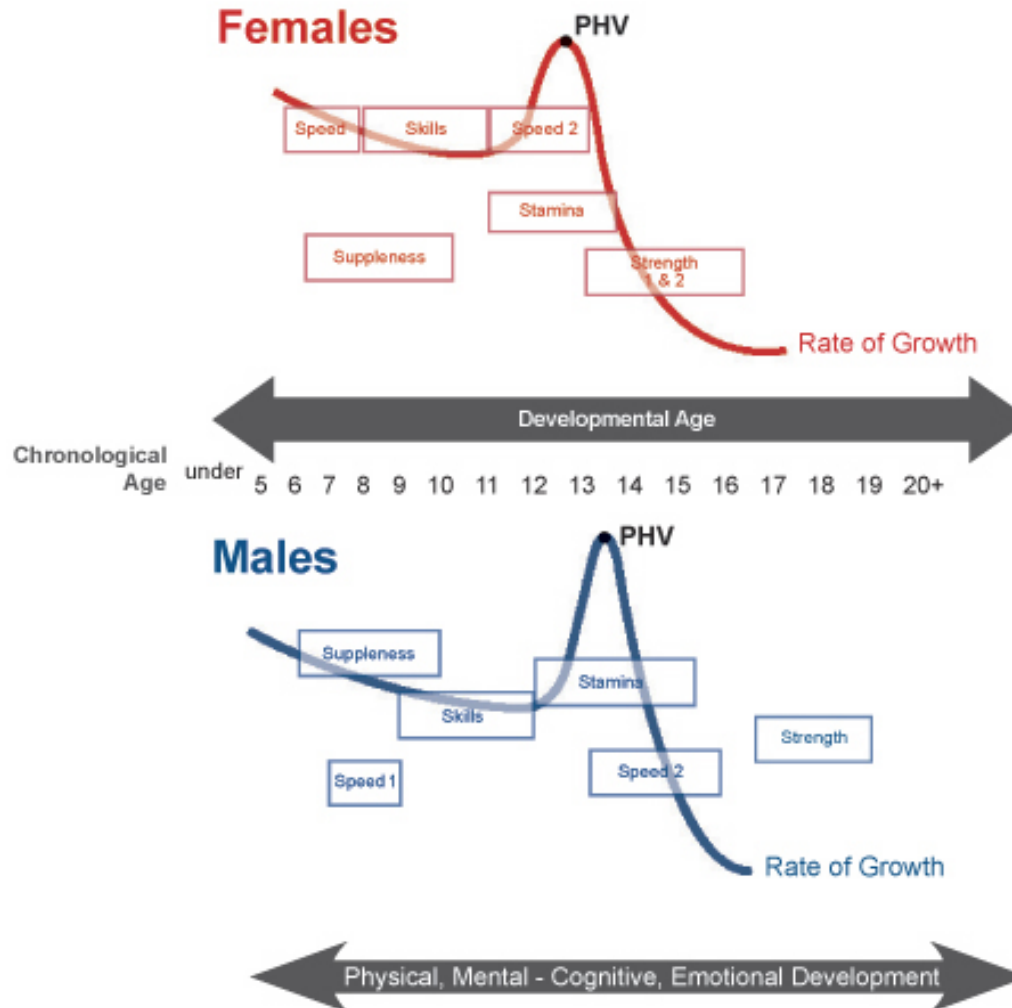 Females
PHV
Speed
Skills
Speed 2
Stamina
Suppleness
Strength
1 & 2
Rate of Growth
Developmental Age
Chronological
Age
under 5 6 7 8 9 10 11 12 13 14 15 16 17 18 19 20+
Males
PHV
Suppleness
Stamina
Skills
Strength
Speed 1
Speed 2
Rate of Growth
Physical, Mental - Cognitive, Emotional Development